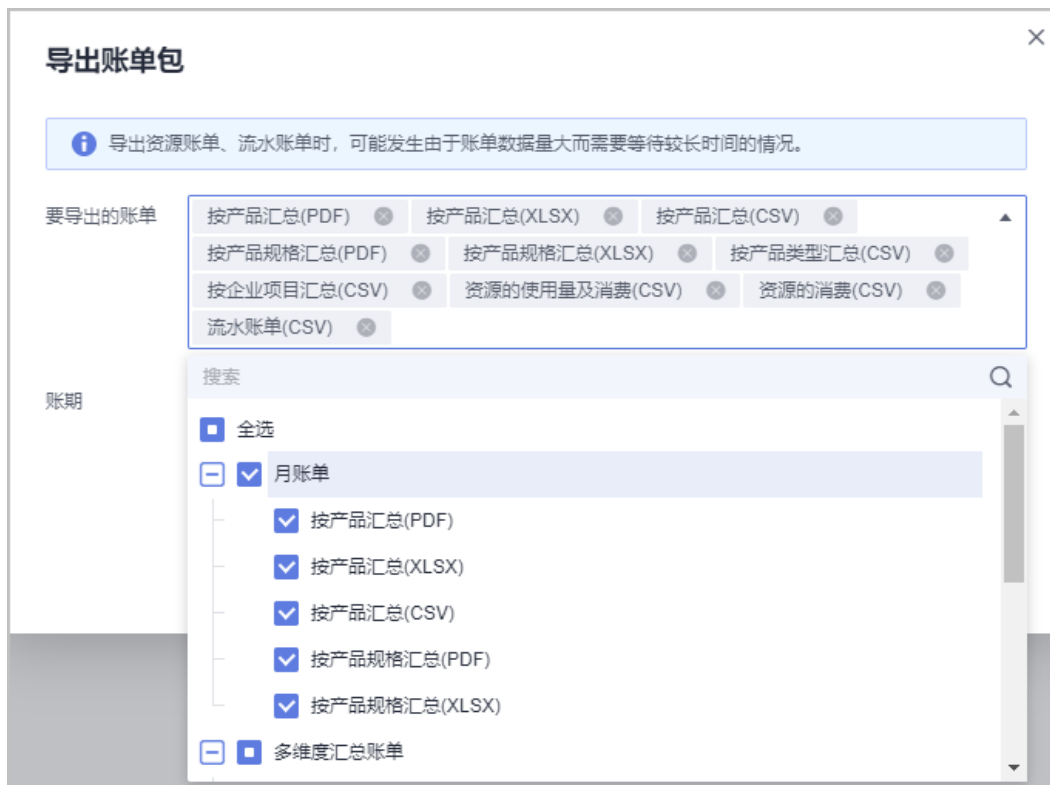 导出账单包
导出资源账单、流水账单时，可能发生由于账单数据量大而需要等待较长时间的情况。
要导出的账单
按产品汇总(PDF) 按产品汇总(XLSX) 按产品汇总(CSV)
按产品规格汇总(PDF) 按产品规格汇总(XLSX) 按产品类型汇总(CSV)
按企业项目汇总(CSV) 资源的使用量及消费(CSV) 资源的消费(CSV)
流水账单(CSV)
账期
搜索
全选
月账单
按产品汇总(PDF)
按产品汇总(XLSX)
按产品汇总(CSV)
按产品规格汇总(PDF)
按产品规格汇总(XLSX)
多维度汇总账单